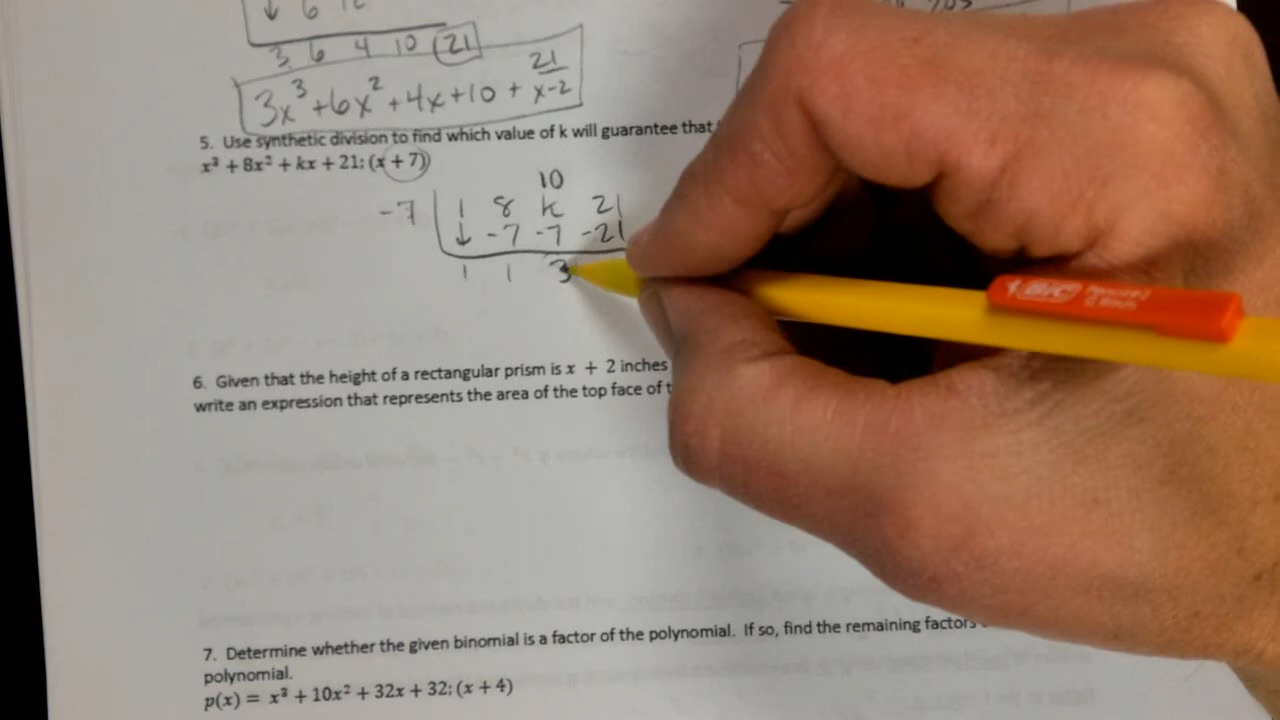 ↓ 6 12
3 6 4 10 21
3x³ + 6x² + 4x + 10 + 21/x-2
5. Use synthetic division to find which value of k will guarantee that
x³ + 8x² + kx + 21; (x + 7)
10
-7 | 1 8 k 21
↓ -7 -7 -21
1 1 3
BIC
6. Given that the height of a rectangular prism is x + 2 inches
write an expression that represents the area of the top face of
7. Determine whether the given binomial is a factor of the polynomial. If so, find the remaining factors
polynomial.
p(x) = x³ + 10x² + 32x + 32; (x + 4)